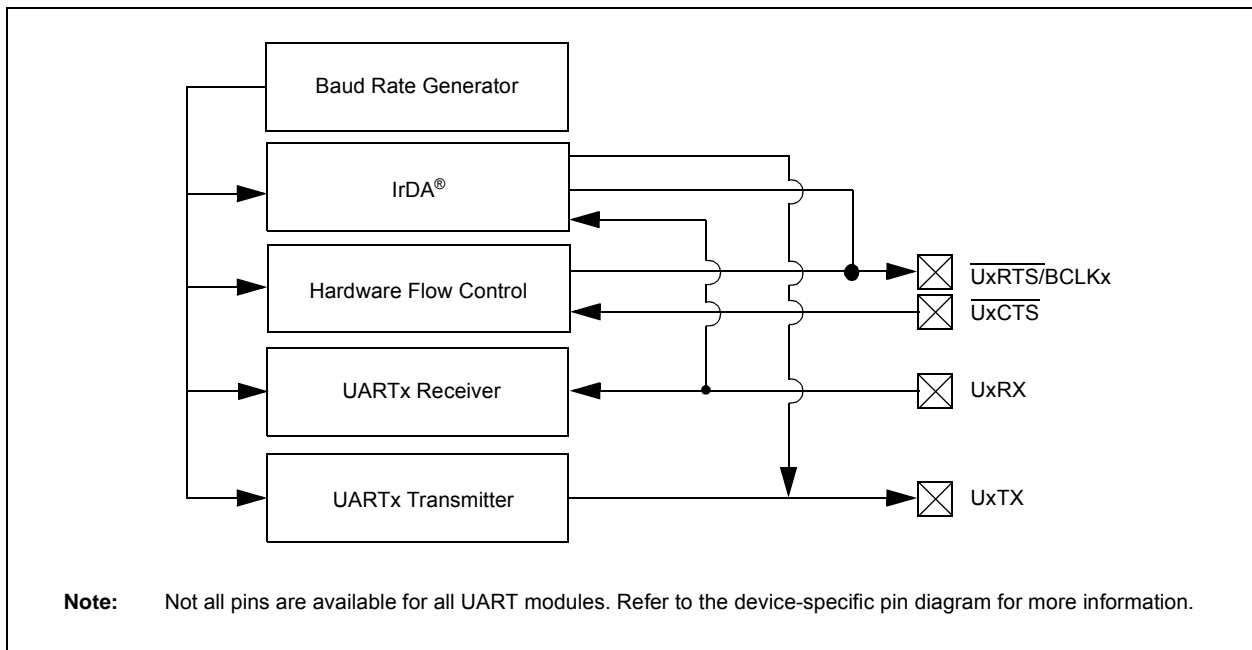 Baud Rate Generator
IrDA®
Hardware Flow Control
UxRTS/BCLKx
UxCTS
UARTx Receiver
UxRX
UARTx Transmitter
UxTX
Note: Not all pins are available for all UART modules. Refer to the device-specific pin diagram for more information.